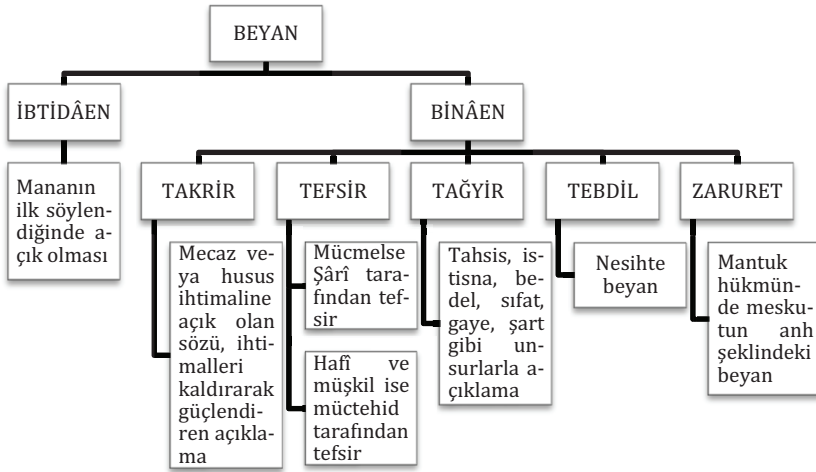 BEYAN
İBTİDÂEN
BİNÂEN
Mananın
ilk söylen-
diğinde a-
çık olması
TAKRİR
TEFSİR
TAĞYİR
TEBDİL
ZARURET
Mecaz ve-
ya husus
ihtimaline
açık olan
sözü, ihti-
malleri
kaldırarak
güçlendi-
ren açıkla-
ma
Mücmelse
Şârî tara-
fından tef-
sir
Hafî ve
müşkil ise
müctehid
tarafından
tefsir
Tahsis, is-
tisna, be-
del, sıfat,
gaye, şart
gibi un-
surlarla a-
çıklama
Nesihte
beyan
Mantuk
hükmün-
de mesku-
tun anh
şeklindeki
beyan